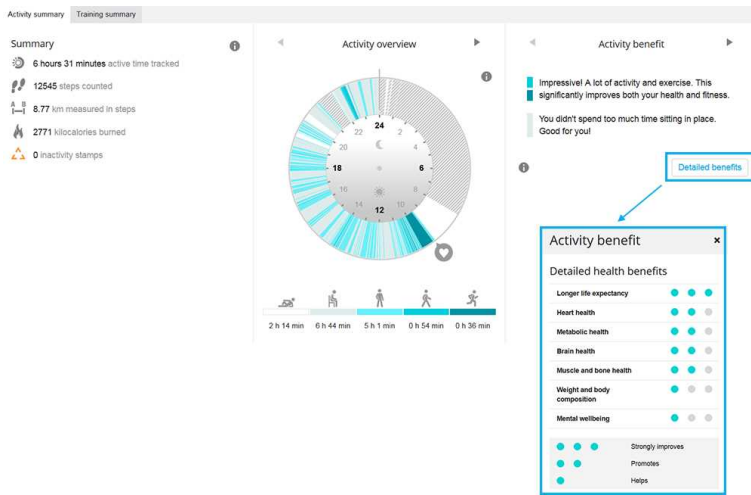 Activity summary
Training summary
Summary
6 hours 31 minutes active time tracked
12545 steps counted
A B
8.77 km measured in steps
2771 kilocalories burned
0 inactivity stamps
Activity overview
24
2
4
6
8
10
12
14
16
18
20
22
2 h 14 min
6 h 44 min
5 h 1 min
0 h 54 min
0 h 36 min
Activity benefit
Impressive! A lot of activity and exercise. This
significantly improves both your health and fitness.
You didn't spend too much time sitting in place.
Good for you!
Detailed benefits
Activity benefit
×
Detailed health benefits
Longer life expectancy
Heart health
Metabolic health
Brain health
Muscle and bone health
Weight and body
composition
Mental wellbeing
Strongly improves
Promotes
Helps